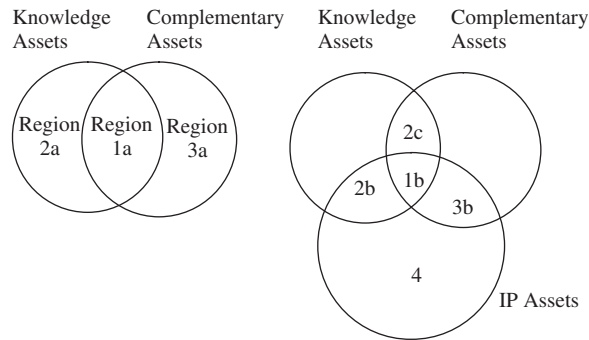 Knowledge
Assets
Complementary
Assets
Region
2a
Region
1a
Region
3a
Knowledge
Assets
Complementary
Assets
2c
2b
1b
3b
4
IP Assets